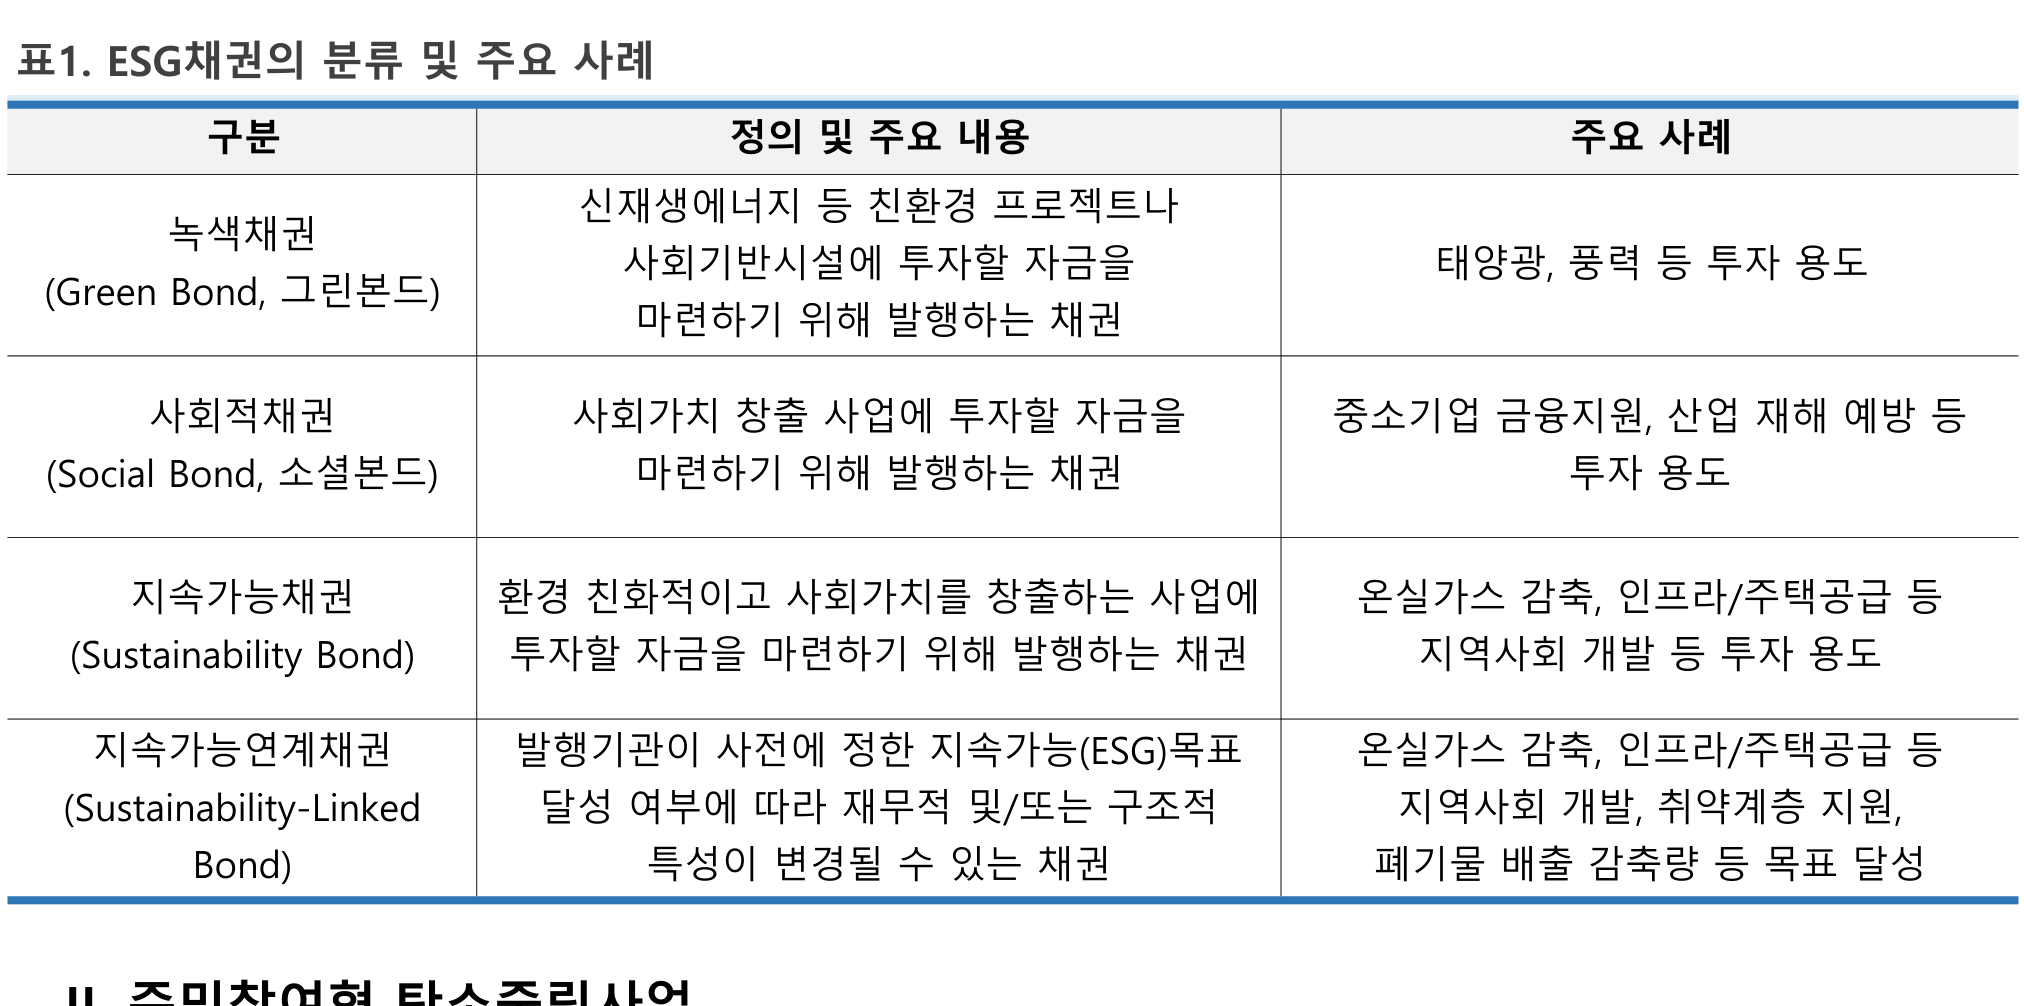 표1. ESG채권의 분류 및 주요 사례
구분
정의 및 주요 내용
주요 사례
녹색채권
(Green Bond, 그린본드)
신재생에너지 등 친환경 프로젝트나
사회기반시설에 투자할 자금을
마련하기 위해 발행하는 채권
태양광, 풍력 등 투자 용도
사회적채권
(Social Bond, 소셜본드)
사회가치 창출 사업에 투자할 자금을
마련하기 위해 발행하는 채권
중소기업 금융지원, 산업 재해 예방 등
투자 용도
지속가능채권
(Sustainability Bond)
환경 친화적이고 사회가치를 창출하는 사업에
투자할 자금을 마련하기 위해 발행하는 채권
온실가스 감축, 인프라/주택공급 등
지역사회 개발 등 투자 용도
지속가능연계채권
(Sustainability-Linked
Bond)
발행기관이 사전에 정한 지속가능(ESG)목표
달성 여부에 따라 재무적 및/또는 구조적
특성이 변경될 수 있는 채권
온실가스 감축, 인프라/주택공급 등
지역사회 개발, 취약계층 지원,
폐기물 배출 감축량 등 목표 달성
II. 주민참여형 탄소중립사업